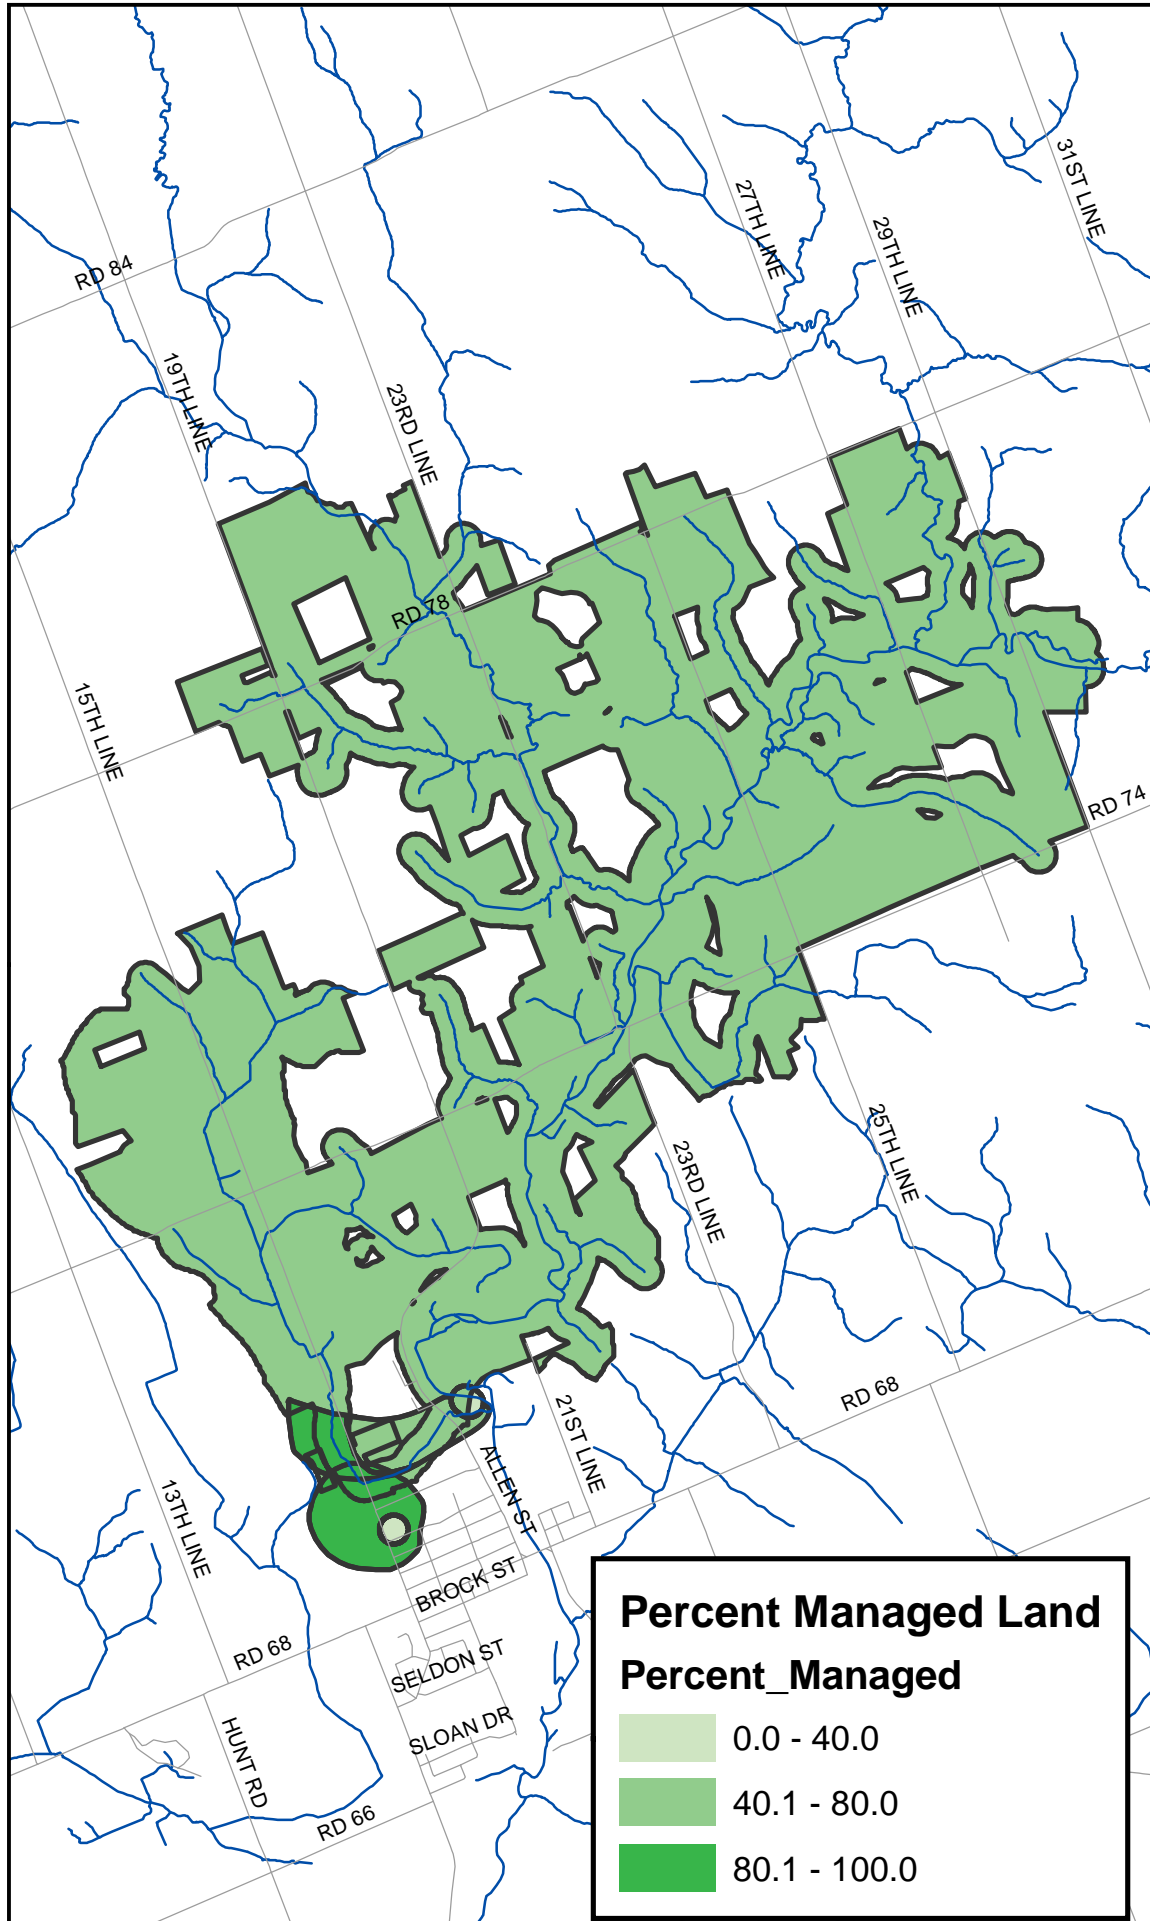 31ST LINE
27TH LINE
29TH LINE
RD 84
19TH LINE
23RD LINE
RD 78
15TH LINE
RD 74
25TH LINE
23RD LINE
RD 68
21ST LINE
ALLEN ST
13TH LINE
BROCK ST
RD 68
SELDON ST
SLOAN DR
HUNT RD
RD 66
Percent Managed Land
Percent_Managed
0.0 - 40.0
40.1 - 80.0
80.1 - 100.0